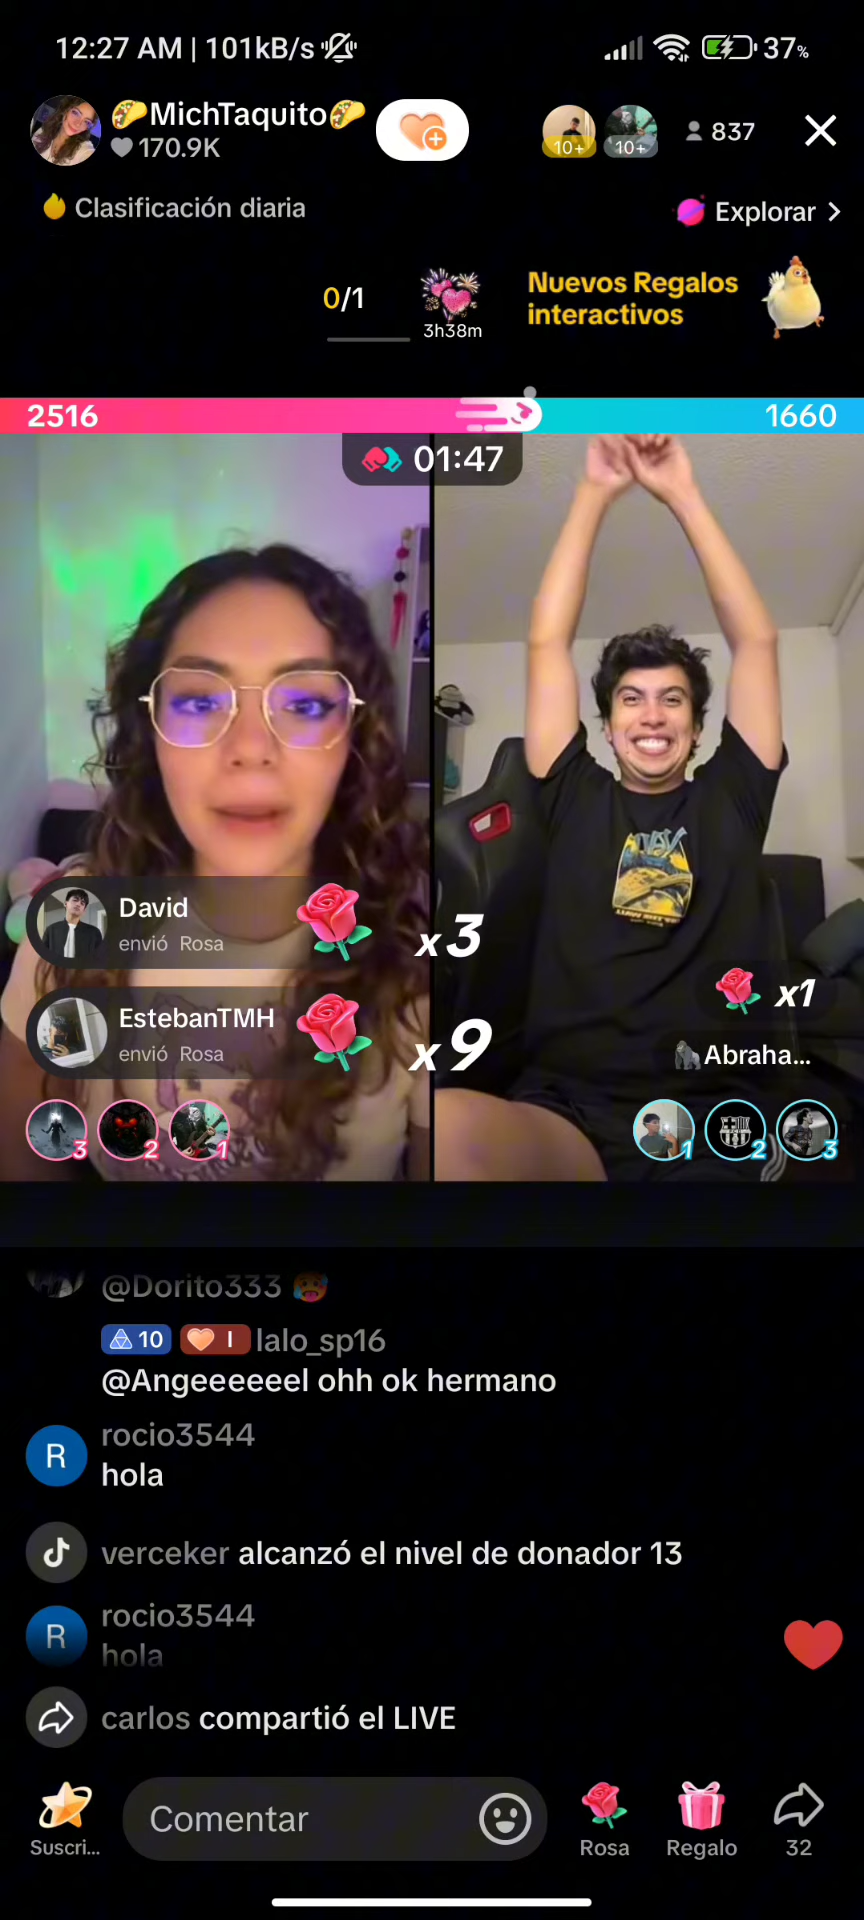 12:27 AM | 101kB/s
37%
🌮MichTaquito🌮
170.9K
10+
10+
837
Clasificación diaria
Explorar >
0/1
3h38m
Nuevos Regalos
interactivos
2516
1660
01:47
David
envió Rosa
x3
EstebanTMH
envió Rosa
x9
x1
🦍Abraha...
3
2
1
1
2
3
@Dorito333 🥵
10
I
lalo_sp16
@Angeeeeeel ohh ok hermano
R
rocio3544
hola
verceker alcanzó el nivel de donador 13
R
rocio3544
hola
carlos compartió el LIVE
Suscri...
Comentar
Rosa
Regalo
32